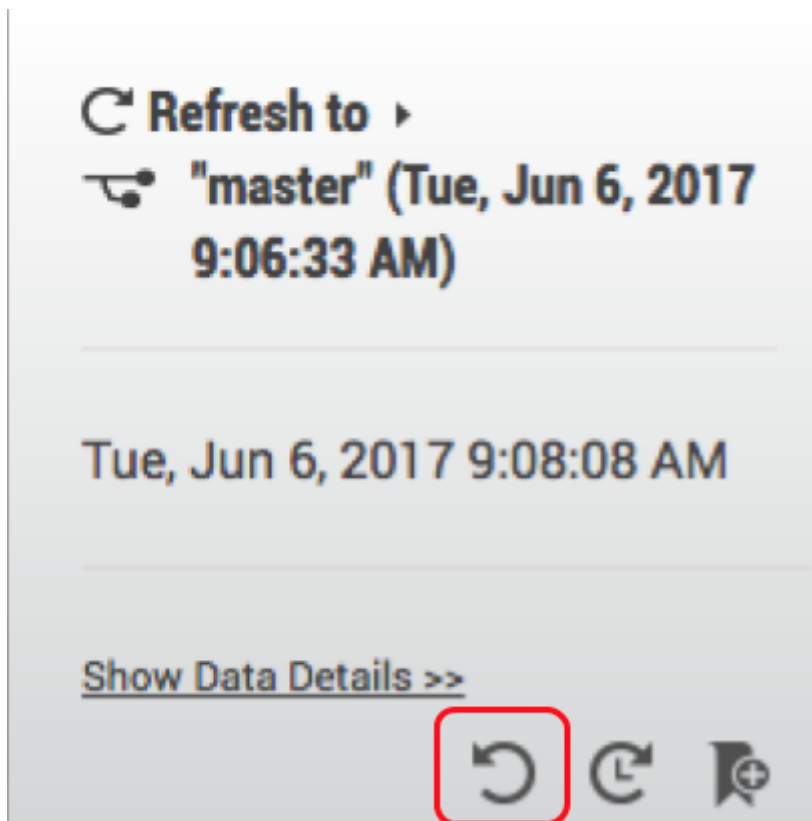 Refresh to
"master" (Tue, Jun 6, 2017
9:06:33 AM)
Tue, Jun 6, 2017 9:08:08 AM
Show Data Details >>